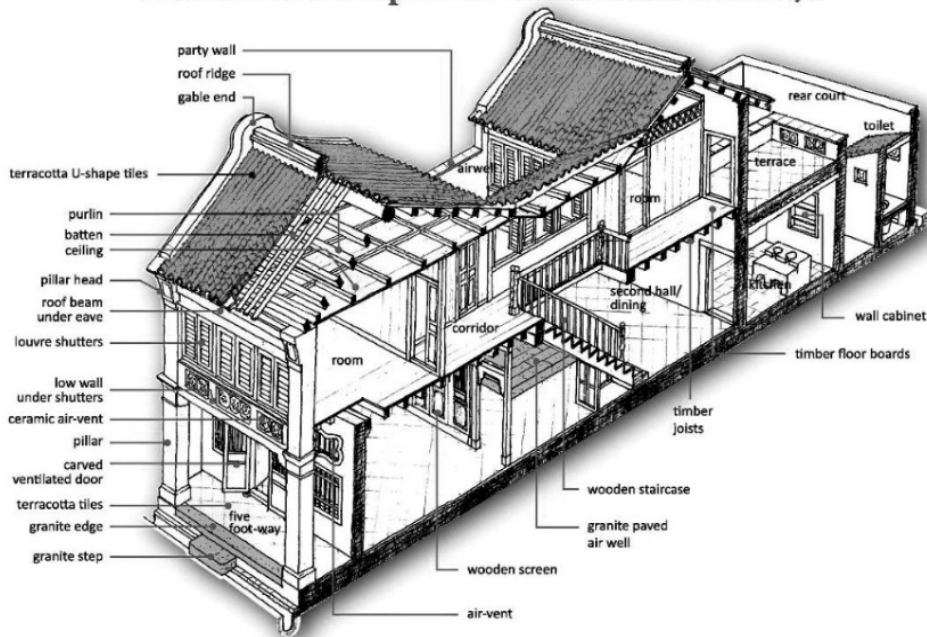 party wall
roof ridge
gable end
terracotta U-shape tiles
purlin
batten
ceiling
pillar head
roof beam
under eave
louvre shutters
low wall
under shutters
ceramic air-vent
pillar
carved
ventilated door
terracotta tiles
granite edge
granite step
five
foot-way
room
corridor
airwell
room
second hall/
dining
terrace
rear court
toilet
kitchen
wall cabinet
timber floor boards
timber
joists
wooden staircase
granite paved
air well
wooden screen
air-vent